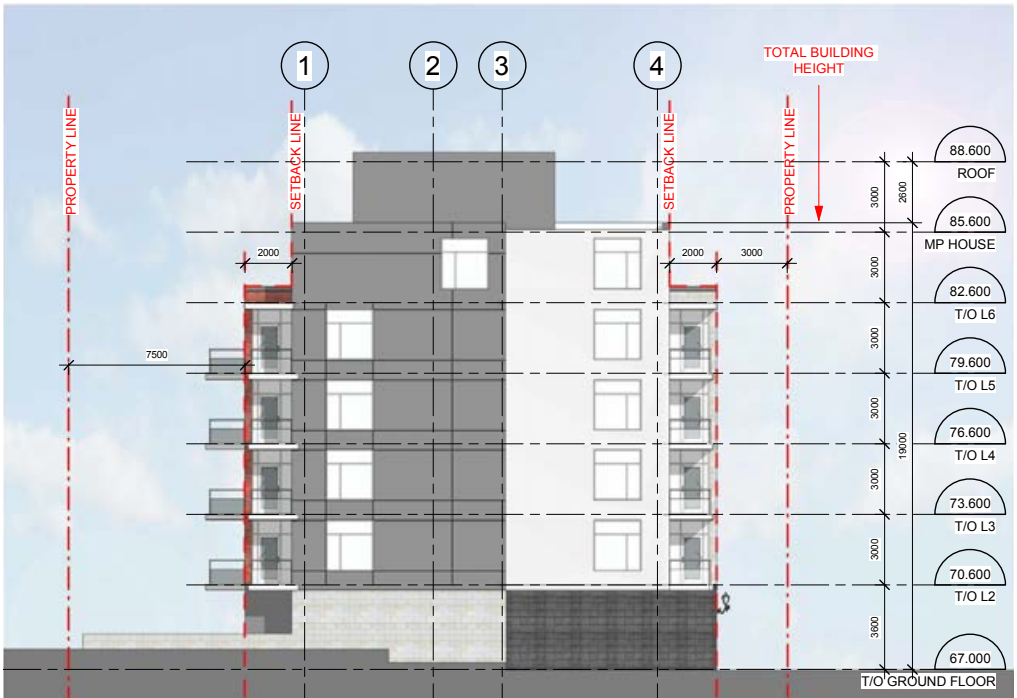 1
2
3
4
TOTAL BUILDING
HEIGHT
PROPERTY LINE
SETBACK LINE
SETBACK LINE
PROPERTY LINE
88.600
ROOF
3000
2600
85.600
MP HOUSE
2000
2000
3000
3000
82.600
T/O L6
3000
7500
79.600
T/O L5
3000
76.600
T/O L4
19000
3000
73.600
T/O L3
3000
70.600
T/O L2
3600
67.000
T/O GROUND FLOOR